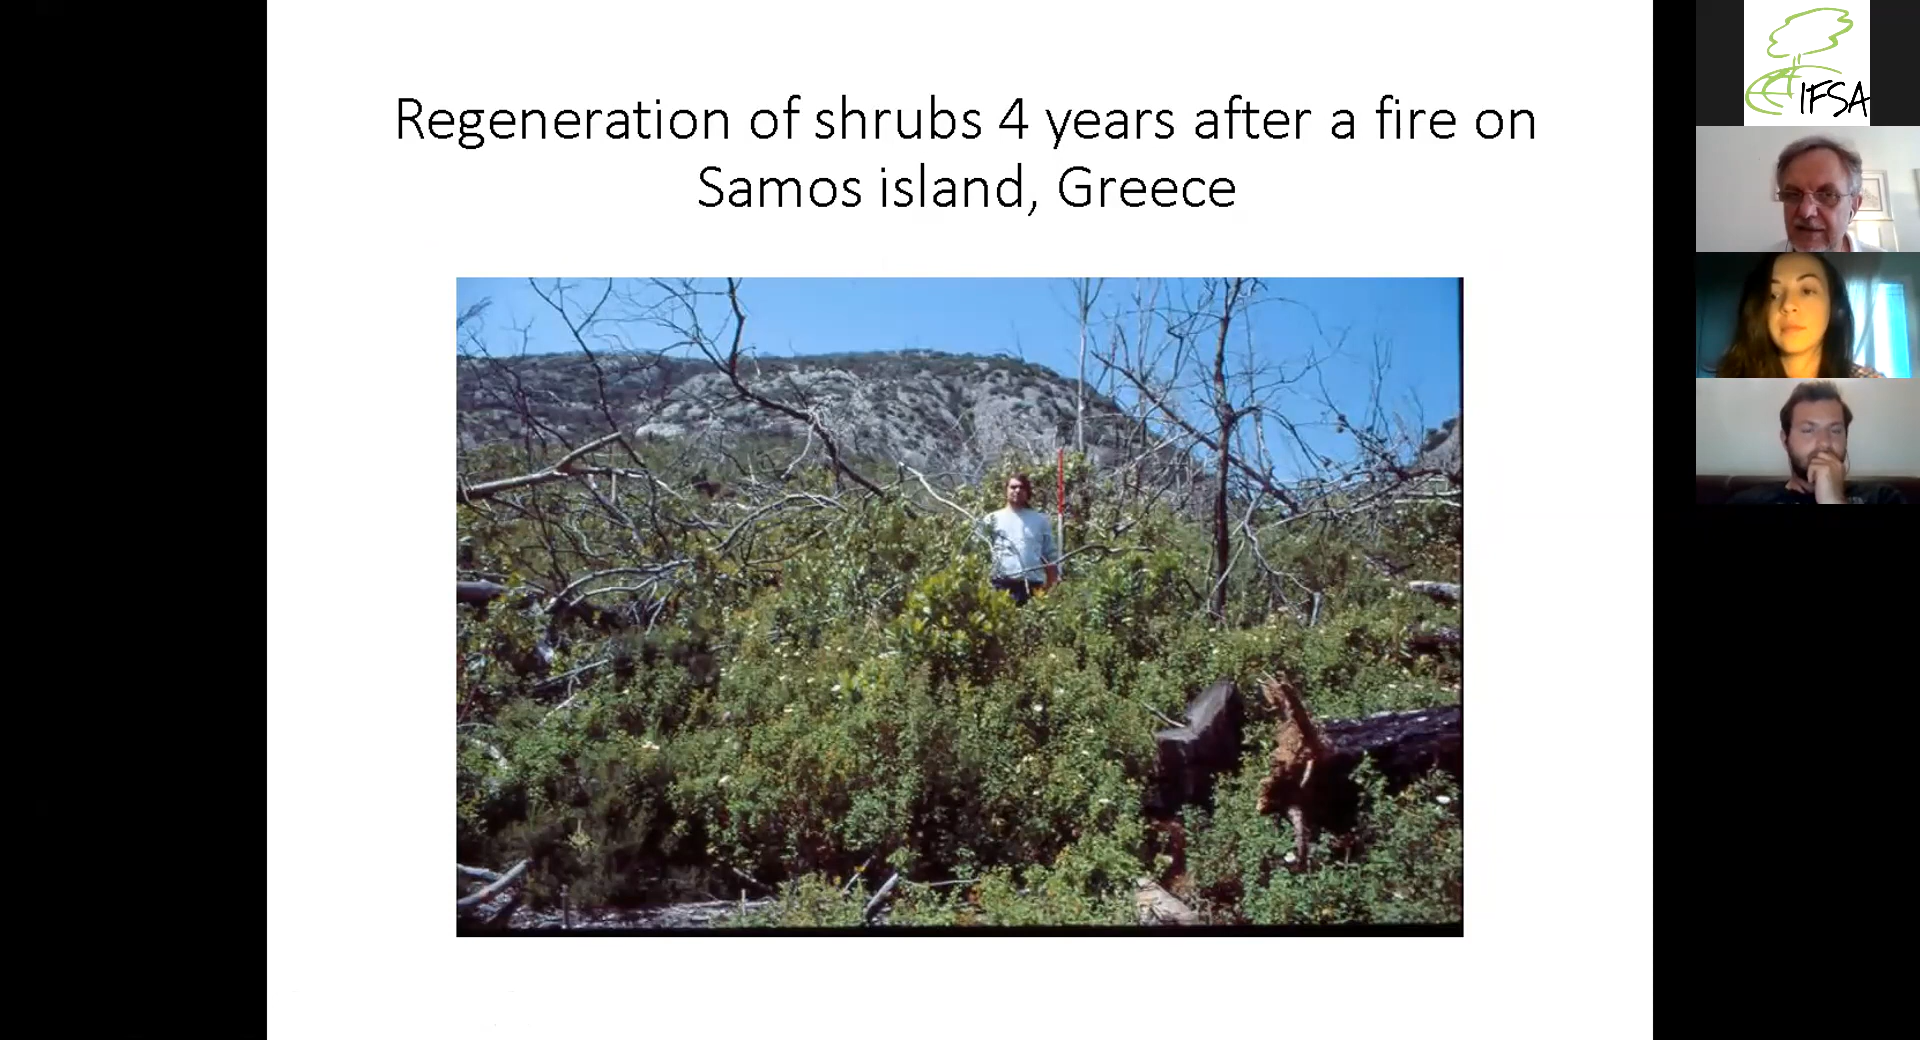 Regeneration of shrubs 4 years after a fire on
Samos island, Greece
IFSA